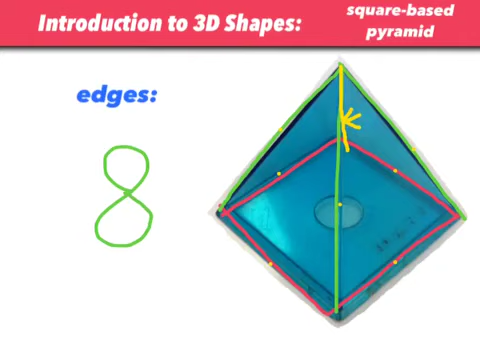 Introduction to 3D Shapes:
square-based
pyramid
edges:
8